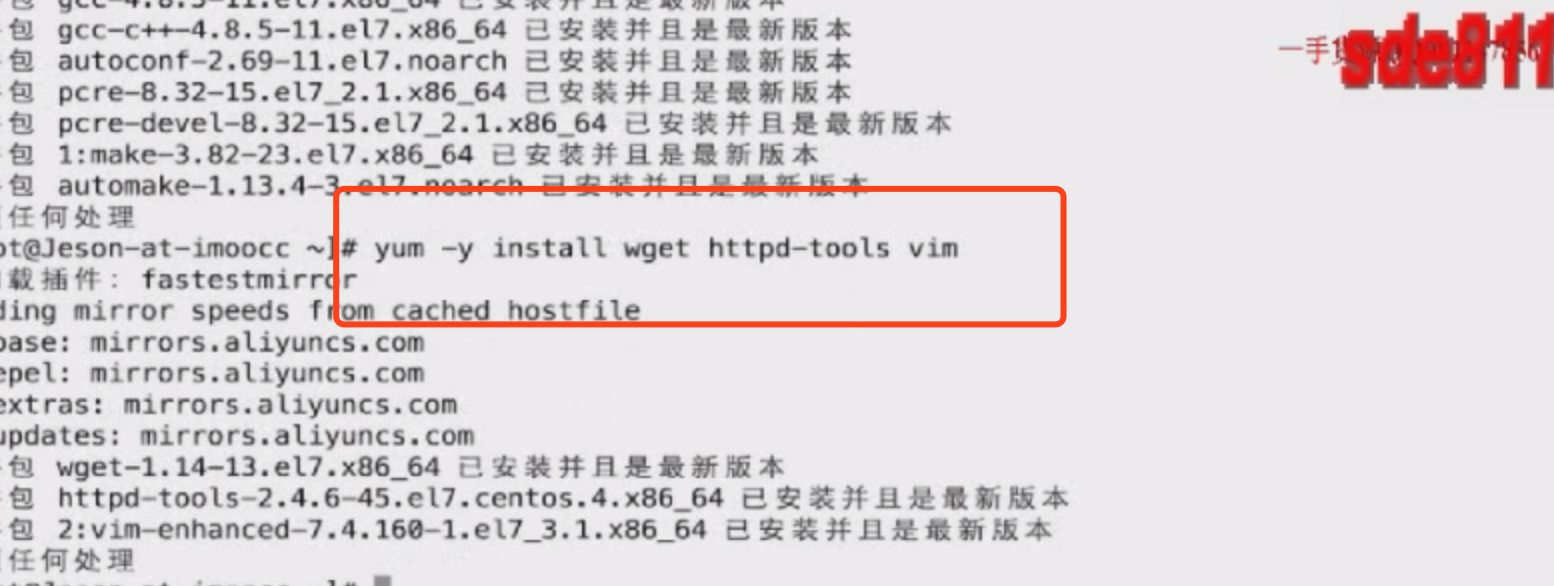 包 gcc-4.8.5-11.el7.x86_64 已安装并且是最新版本
包 gcc-c++-4.8.5-11.el7.x86_64 已安装并且是最新版本
包 autoconf-2.69-11.el7.noarch 已安装并且是最新版本
包 pcre-8.32-15.el7_2.1.x86_64 已安装并且是最新版本
包 pcre-devel-8.32-15.el7_2.1.x86_64 已安装并且是最新版本
包 1:make-3.82-23.el7.x86_64 已安装并且是最新版本
包 automake-1.13.4-3.el7.noarch 已安装并且是最新版本
任何处理
ot@Jeson-at-imoocc ~]# yum -y install wget httpd-tools vim
载插件: fastestmirror
ding mirror speeds from cached hostfile
base: mirrors.aliyuncs.com
epel: mirrors.aliyuncs.com
extras: mirrors.aliyuncs.com
updates: mirrors.aliyuncs.com
包 wget-1.14-13.el7.x86_64 已安装并且是最新版本
包 httpd-tools-2.4.6-45.el7.centos.4.x86_64 已安装并且是最新版本
包 2:vim-enhanced-7.4.160-1.el7_3.1.x86_64 已安装并且是最新版本
任何处理
一手
sde811